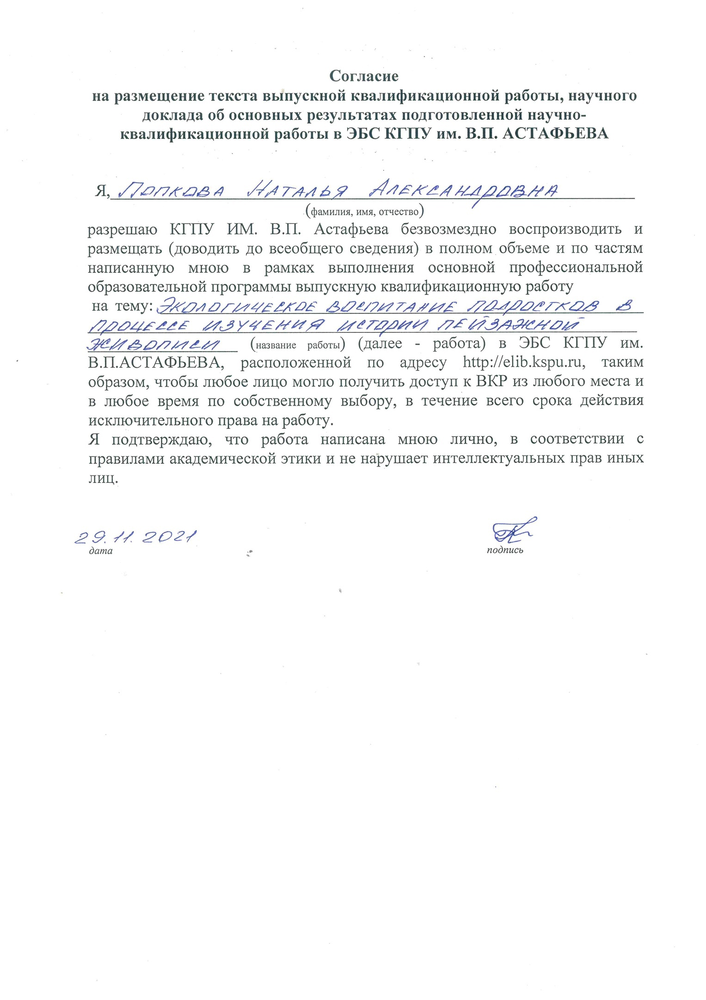 Согласие
на размещение текста выпускной квалификационной работы, научного
доклада об основных результатах подготовленной научно-
квалификационной работы в ЭБС КГПУ им. В.П. АСТАФЬЕВА
Я, Попкова Наталья Александровна
(фамилия, имя, отчество)
разрешаю КГПУ ИМ. В.П. Астафьева безвозмездно воспроизводить и
размещать (доводить до всеобщего сведения) в полном объеме и по частям
написанную мною в рамках выполнения основной профессиональной
образовательной программы выпускную квалификационную работу
на тему: Экологическое воспитание подростков в
процессе изучения истории пейзажной
живописи (название работы) (далее - работа) в ЭБС КГПУ им.
В.П.АСТАФЬЕВА, расположенной по адресу http://elib.kspu.ru, таким
образом, чтобы любое лицо могло получить доступ к ВКР из любого места и
в любое время по собственному выбору, в течение всего срока действия
исключительного права на работу.
Я подтверждаю, что работа написана мною лично, в соответствии с
правилами академической этики и не нарушает интеллектуальных прав иных
лиц.
29.11.2021
дата подпись